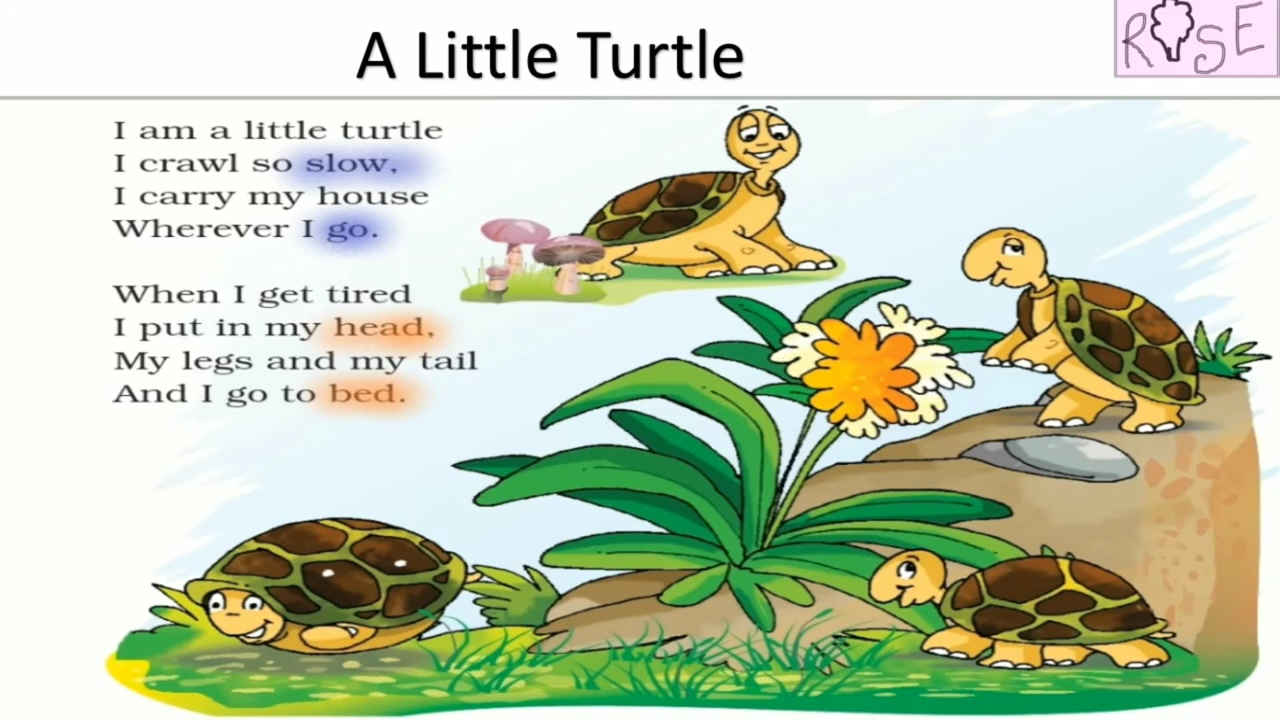 A Little Turtle
ROSE
I am a little turtle
I crawl so slow,
I carry my house
Wherever I go.
When I get tired
I put in my head,
My legs and my tail
And I go to bed.